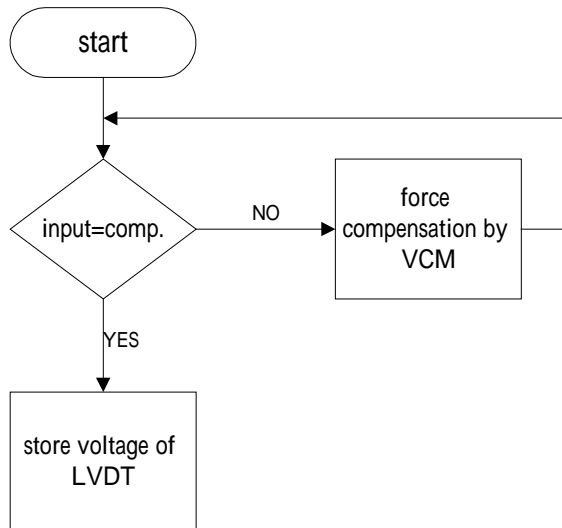 start
input=comp.
NO
force
compensation by
VCM
YES
store voltage of
LVDT